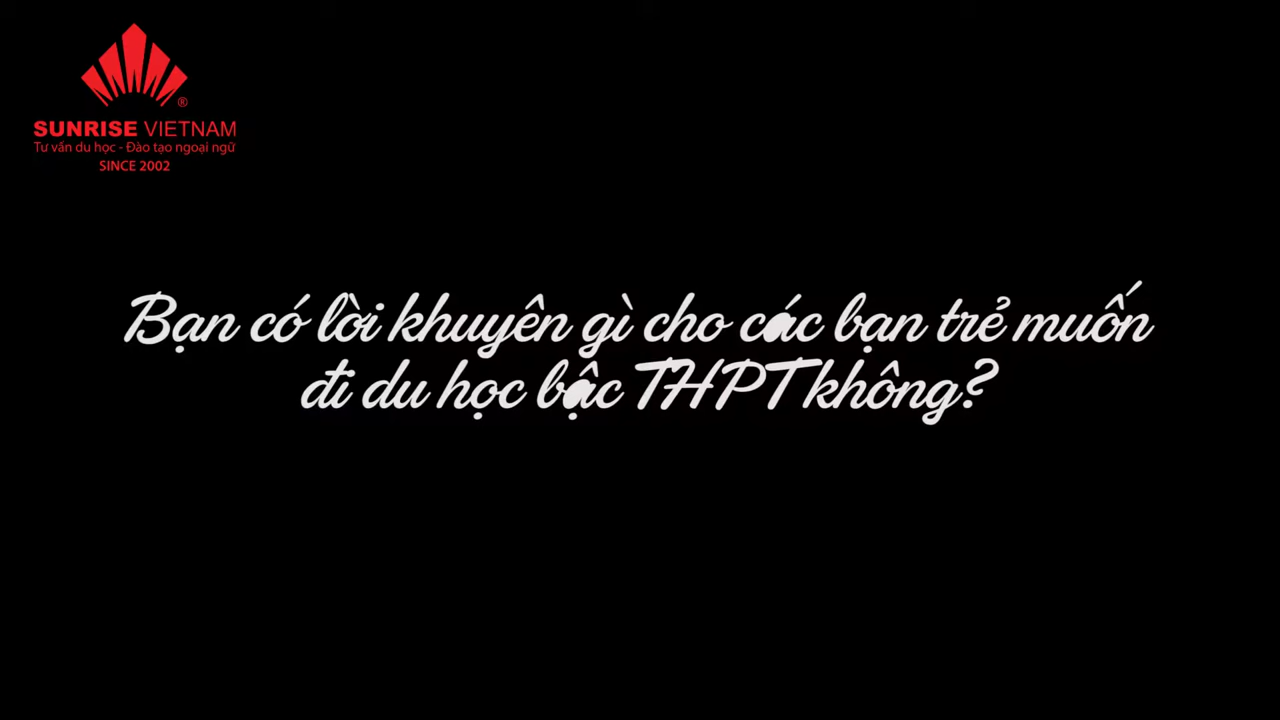 SUNRISE VIETNAM
Tư vấn du học - Đào tạo ngoại ngữ
SINCE 2002
Bạn có lời khuyên gì cho các bạn trẻ muốn
đi du học bậc THPT không?